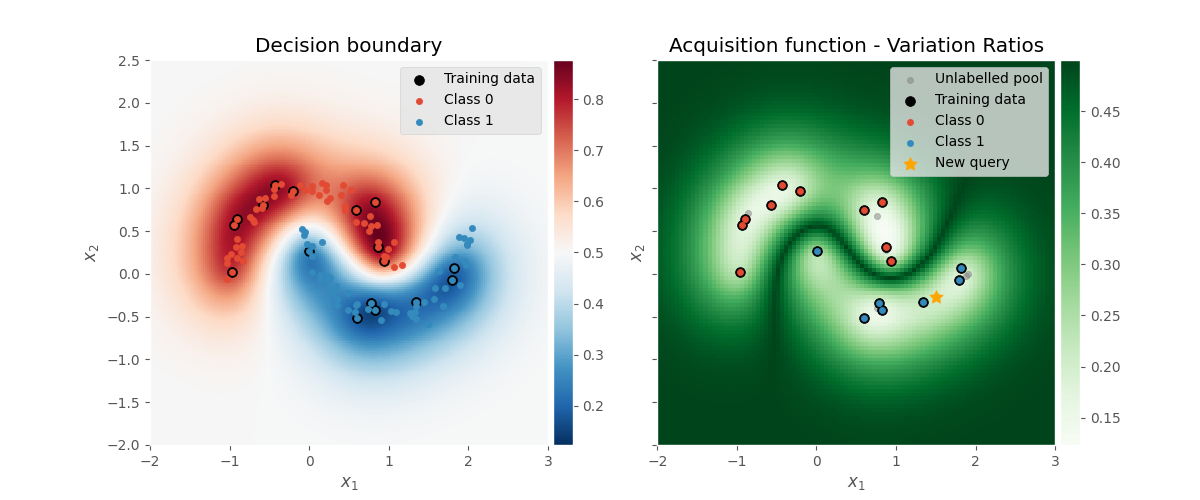 Decision boundary
Training data
Class 0
Class 1
2.5
2.0
1.5
1.0
0.5
0.0
−0.5
−1.0
−1.5
−2.0
x₂
−2
−1
0
1
2
3
x₁
0.8
0.7
0.6
0.5
0.4
0.3
0.2
Acquisition function - Variation Ratios
Unlabelled pool
Training data
Class 0
Class 1
New query
x₂
−2
−1
0
1
2
3
x₁
0.45
0.40
0.35
0.30
0.25
0.20
0.15